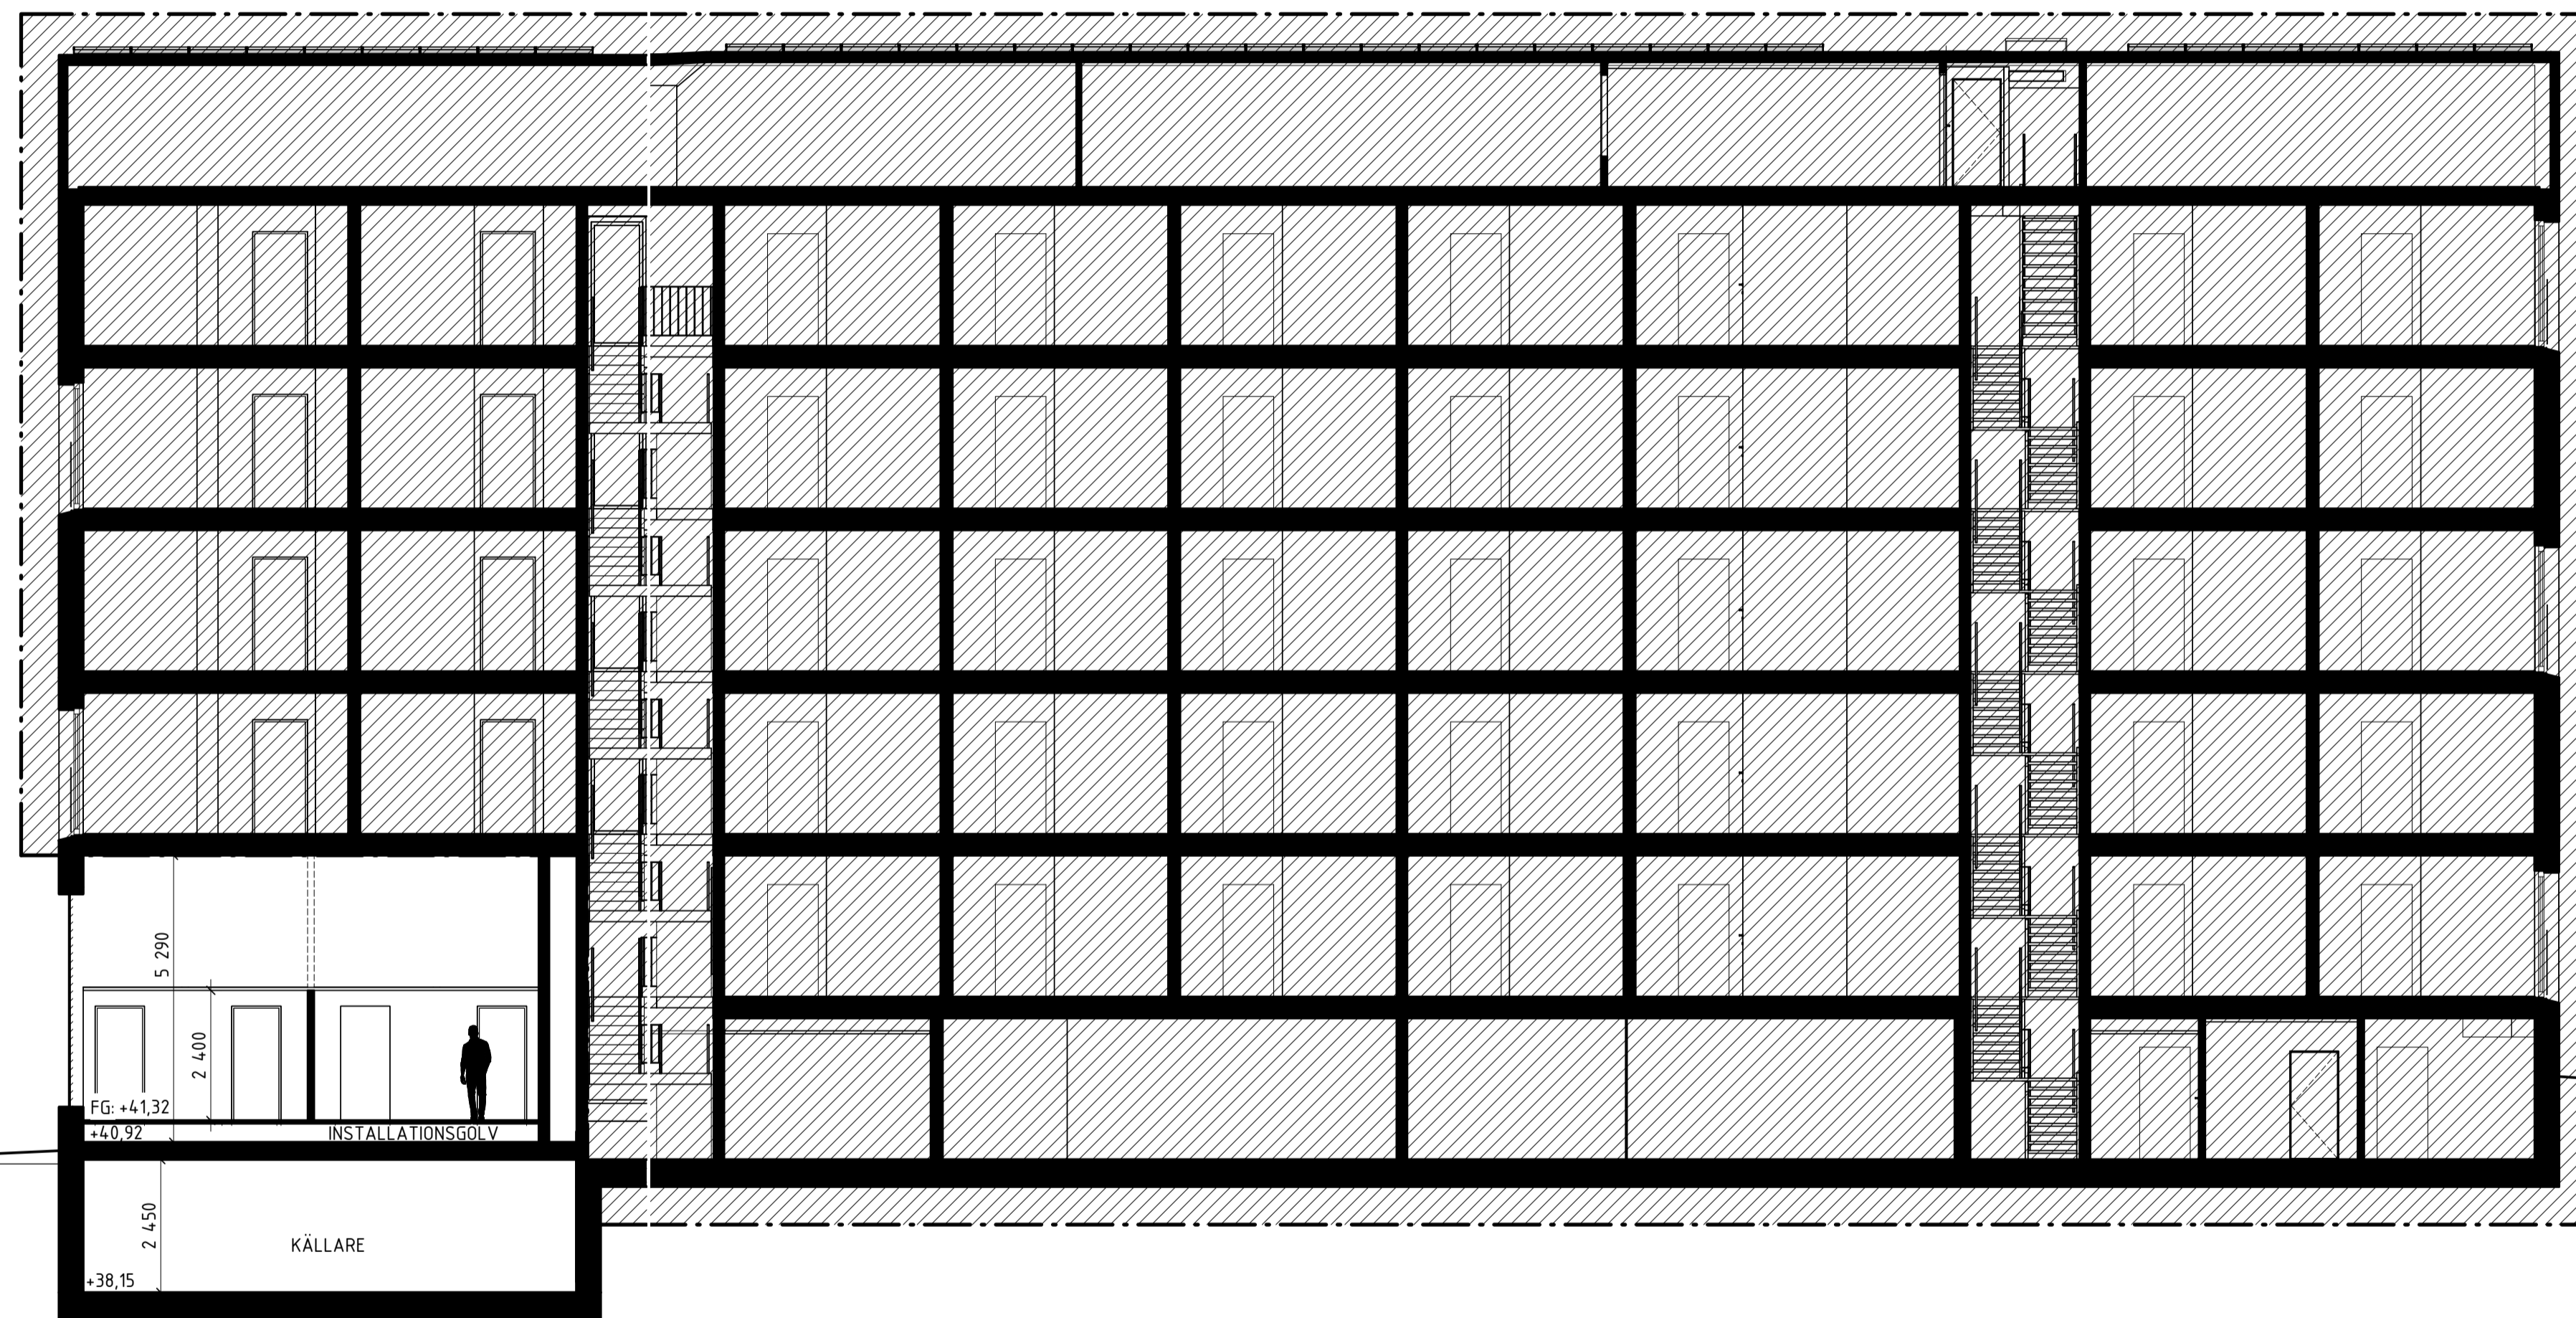 5 290
2 400
FG: +41,32
+40,92
INSTALLATIONSGOLV
2 450
KÄLLARE
+38,15